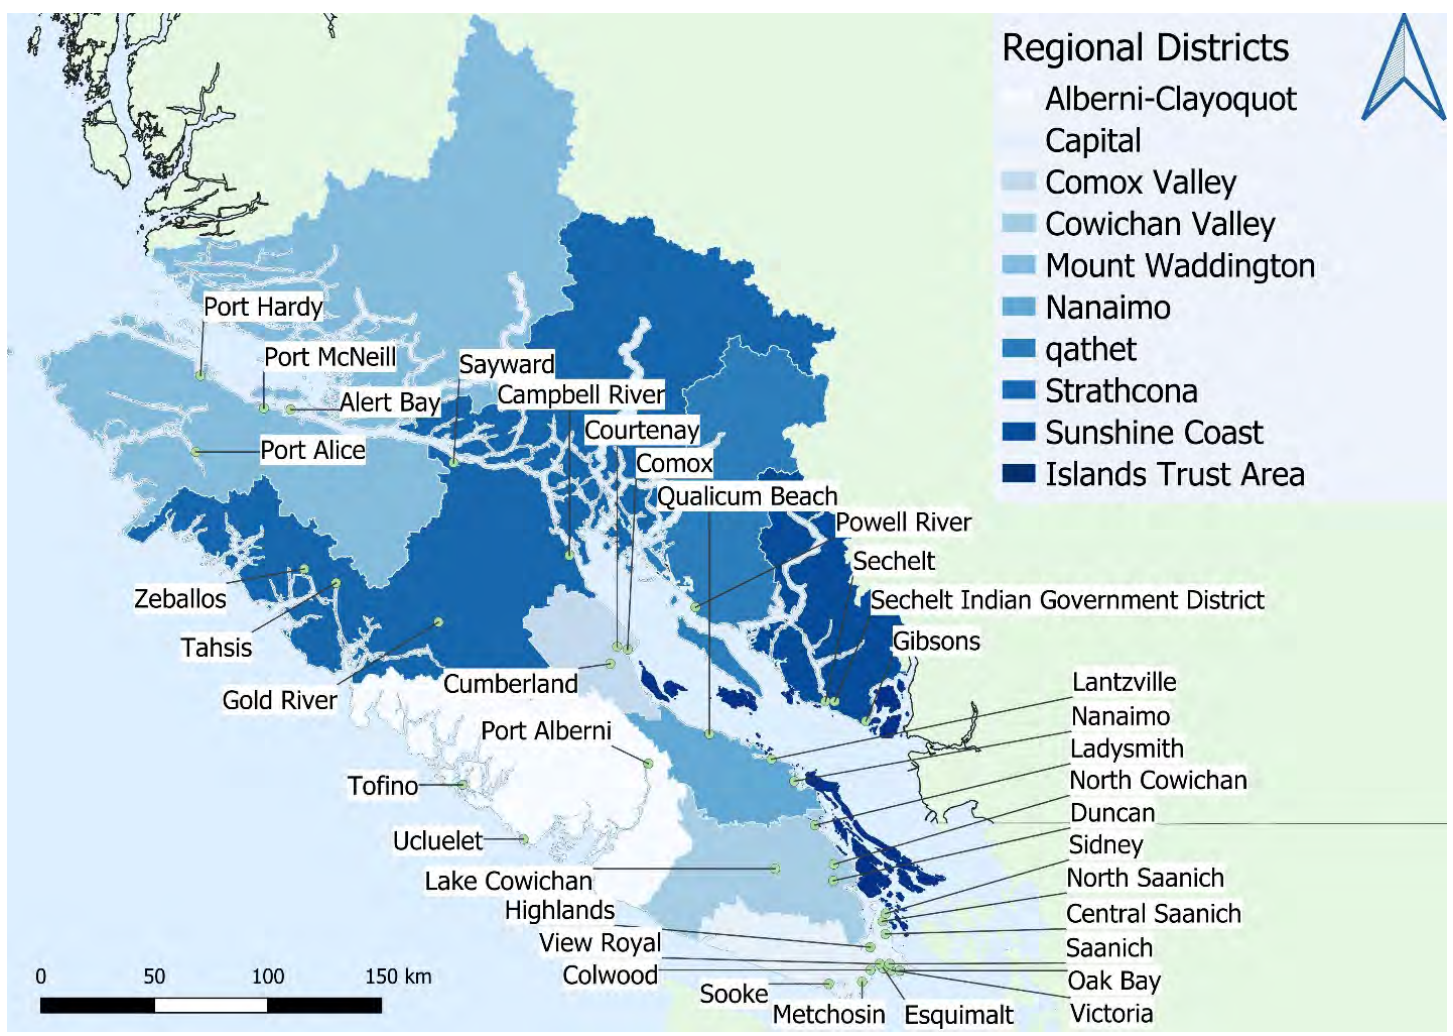 Regional Districts
Alberni-Clayoquot
Capital
Comox Valley
Cowichan Valley
Mount Waddington
Nanaimo
qathet
Strathcona
Sunshine Coast
Islands Trust Area
Port Hardy
Port McNeill
Sayward
Campbell River
Alert Bay
Courtenay
Port Alice
Comox
Qualicum Beach
Powell River
Sechelt
Zeballos
Sechelt Indian Government District
Tahsis
Gibsons
Cumberland
Gold River
Lantzville
Nanaimo
Port Alberni
Ladysmith
Tofino
North Cowichan
Duncan
Ucluelet
Sidney
Lake Cowichan
North Saanich
Highlands
Central Saanich
View Royal
Saanich
Colwood
Oak Bay
Sooke
Metchosin
Esquimalt
Victoria
0 50 100 150 km